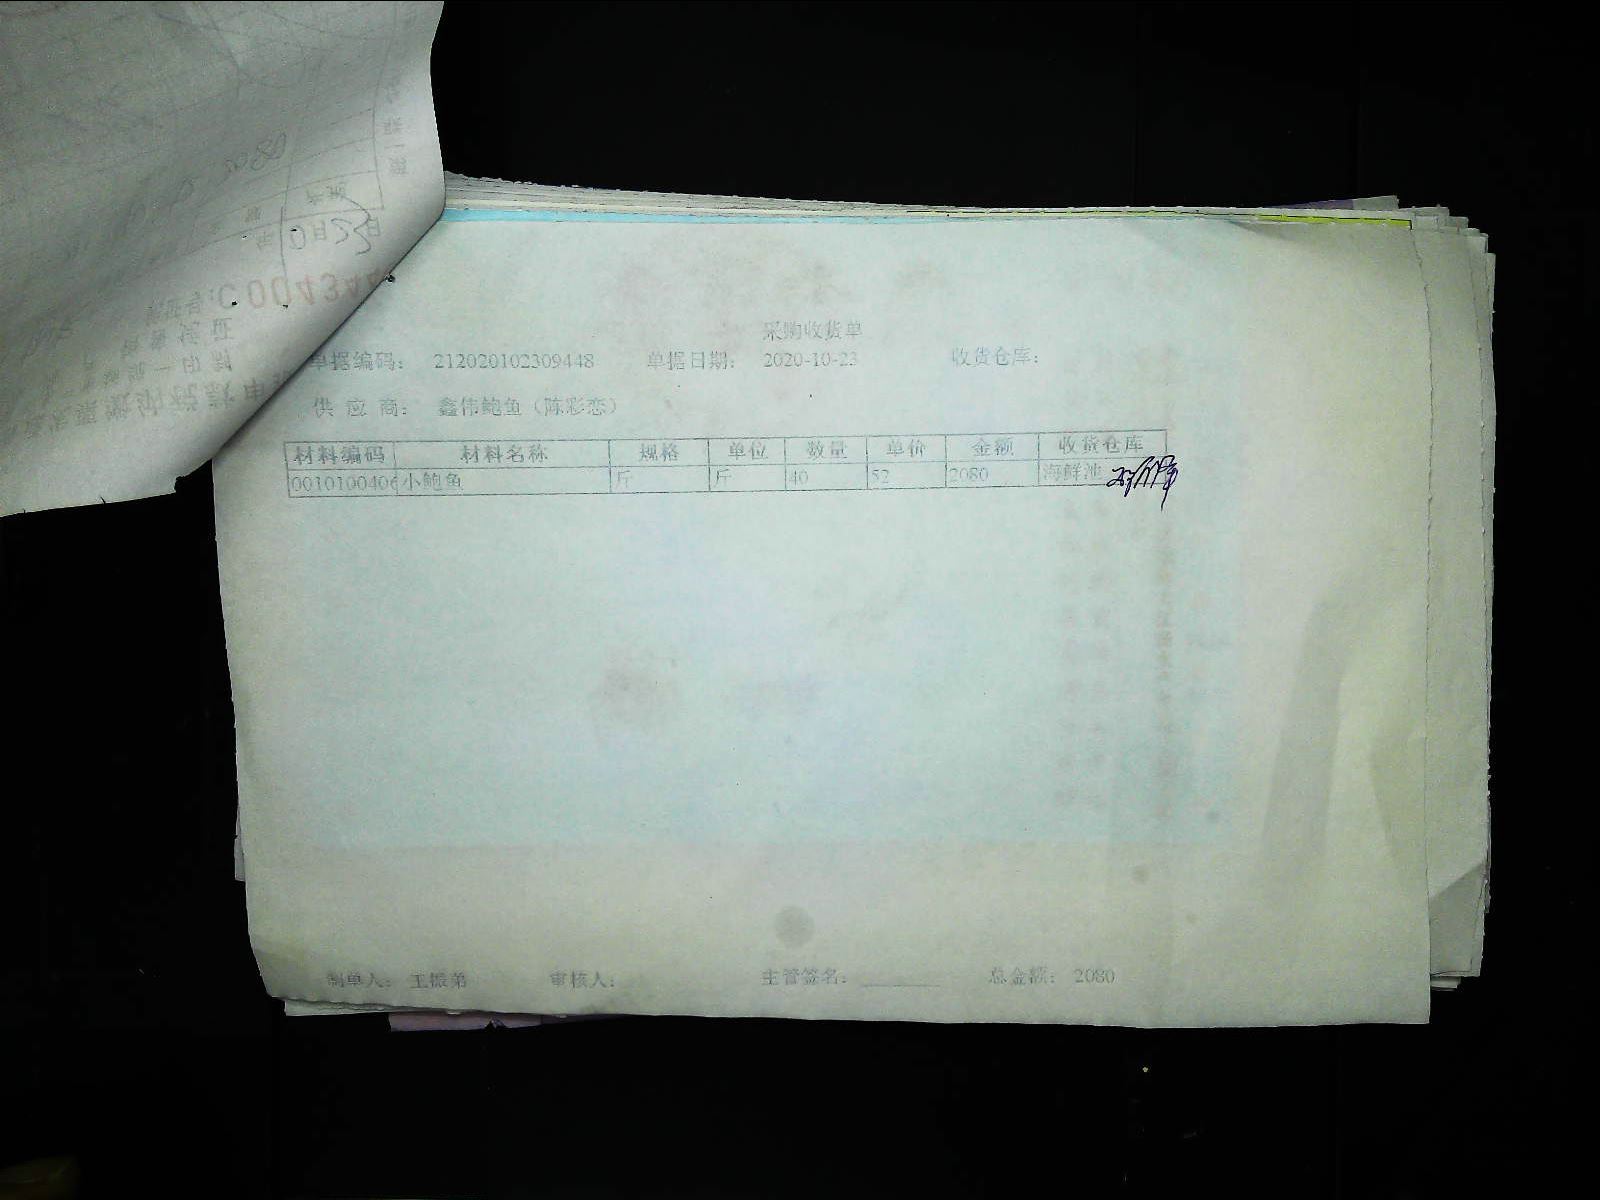 采购收货单
单据编码： 212020102309448 单据日期： 2020-10-23 收货仓库：
供 应 商： 鑫伟鲍鱼（陈彩恋）
材料编码 材料名称 规格 单位 数量 单价 金额 收货仓库
0010100406 小鲍鱼 斤 斤 40 52 2080 海鲜池
制单人： 王振弟 审核人： 主管签名： 总金额： 2080